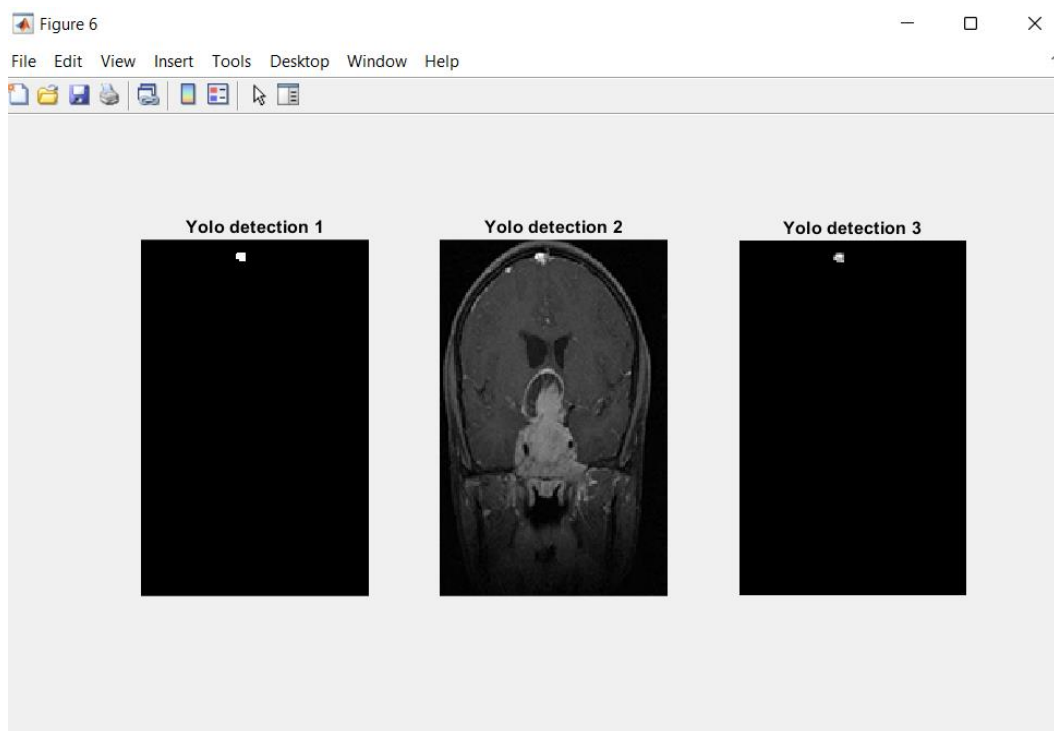 Figure 6
File Edit View Insert Tools Desktop Window Help
Yolo detection 1
Yolo detection 2
Yolo detection 3